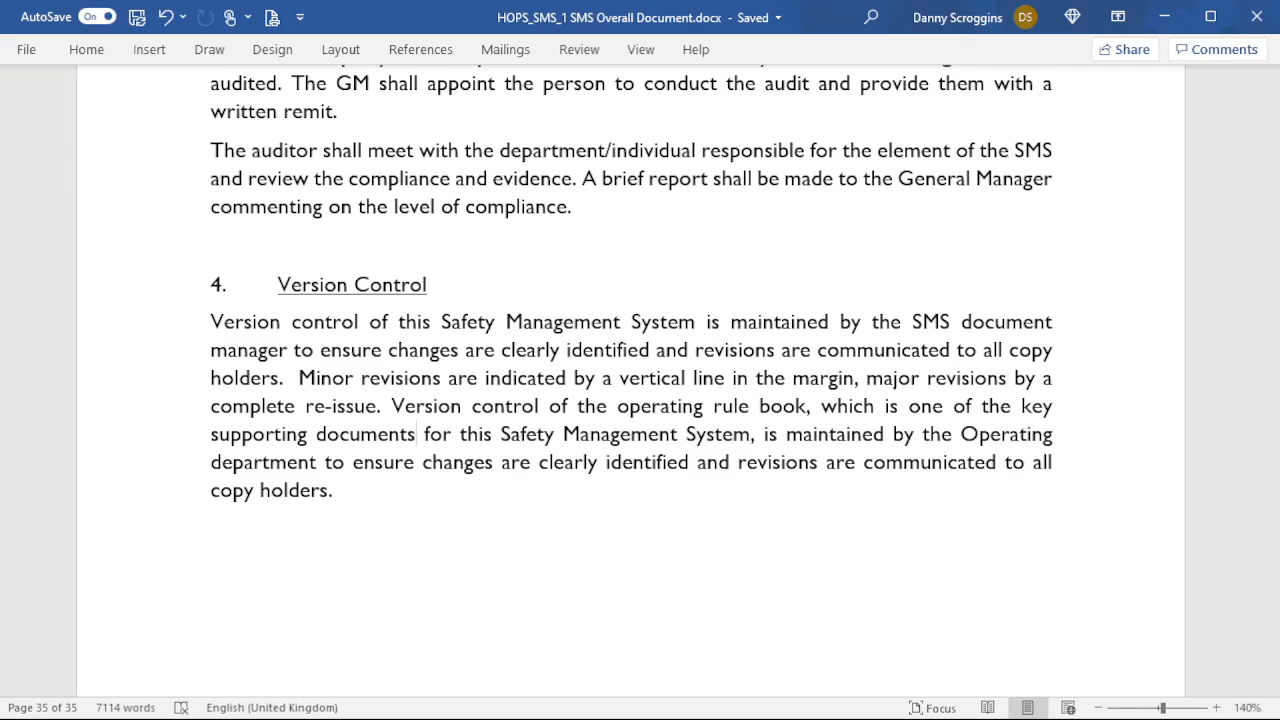 AutoSave On HOPS_SMS_1 SMS Overall Document.docx - Saved Danny Scroggins DS
File Home Insert Draw Design Layout References Mailings Review View Help Share Comments
audited. The GM shall appoint the person to conduct the audit and provide them with a
written remit.
The auditor shall meet with the department/individual responsible for the element of the SMS
and review the compliance and evidence. A brief report shall be made to the General Manager
commenting on the level of compliance.
4. Version Control
Version control of this Safety Management System is maintained by the SMS document
manager to ensure changes are clearly identified and revisions are communicated to all copy
holders. Minor revisions are indicated by a vertical line in the margin, major revisions by a
complete re-issue. Version control of the operating rule book, which is one of the key
supporting documents for this Safety Management System, is maintained by the Operating
department to ensure changes are clearly identified and revisions are communicated to all
copy holders.
Page 35 of 35 7114 words English (United Kingdom) Focus 140%